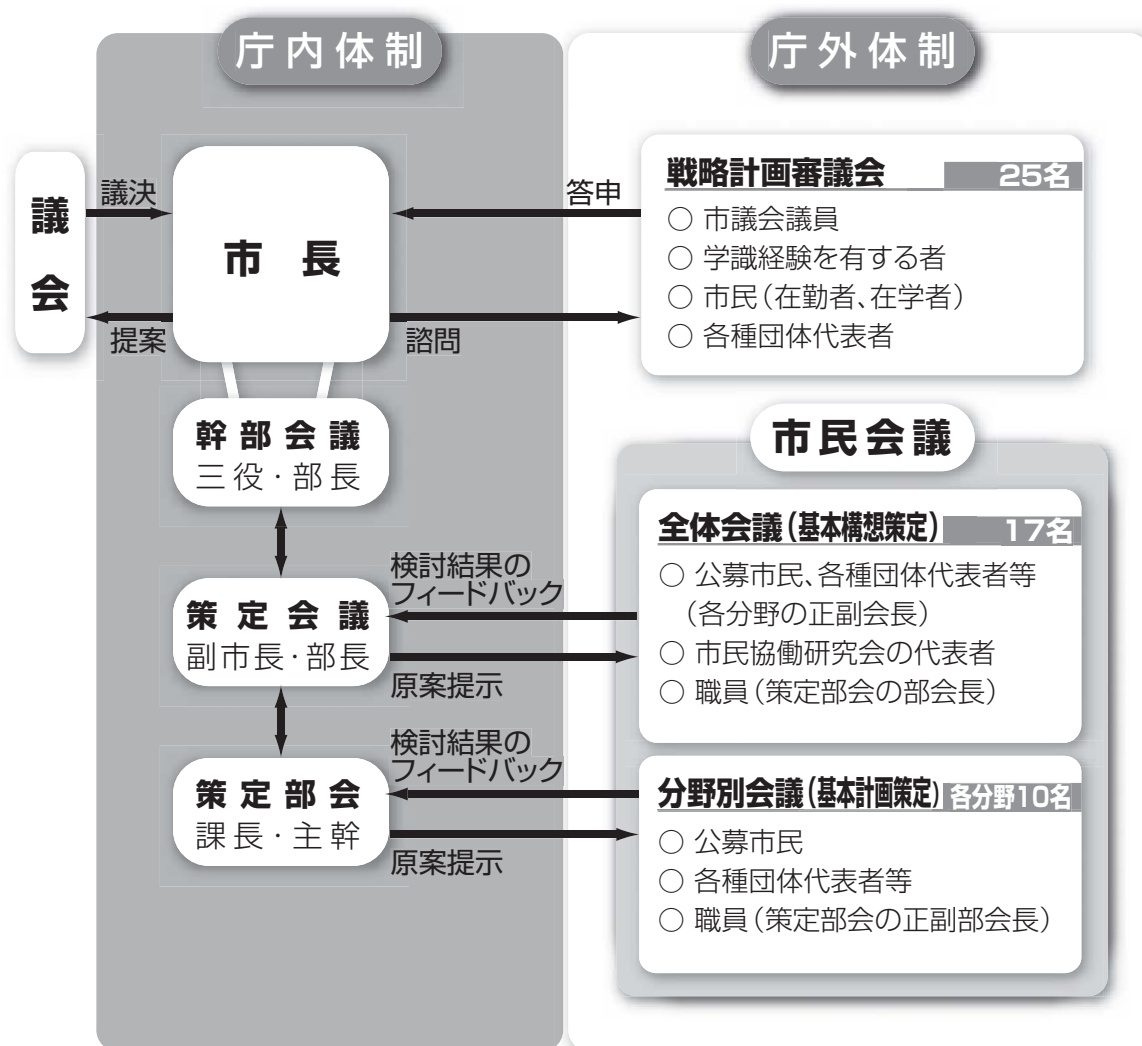 庁内体制
庁外体制
議会
議決
提案
市長
答申
諮問
戦略計画審議会 25名
○ 市議会議員
○ 学識経験を有する者
○ 市民(在勤者、在学者)
○ 各種団体代表者
幹部会議
三役・部長
市民会議
策定会議
副市長・部長
検討結果の
フィードバック
原案提示
全体会議(基本構想策定) 17名
○ 公募市民、各種団体代表者等
(各分野の正副会長)
○ 市民協働研究会の代表者
○ 職員(策定部会の部会長)
策定部会
課長・主幹
検討結果の
フィードバック
原案提示
分野別会議(基本計画策定) 各分野10名
○ 公募市民
○ 各種団体代表者等
○ 職員(策定部会の正副部会長)